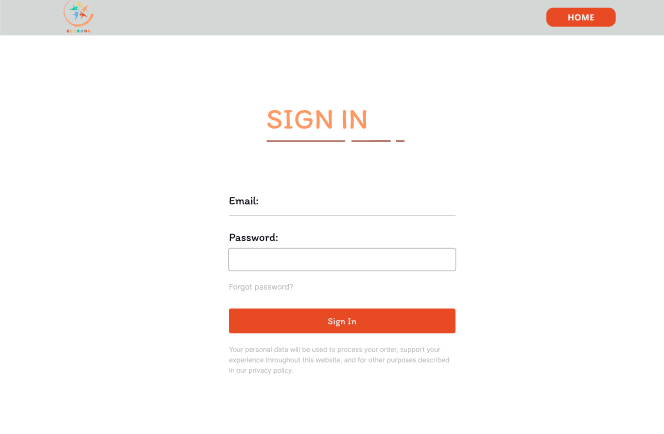 HOME
SIGN IN
Email:
Password:
Forgot password?
Sign In
Your personal data will be used to process your order, support your
experience throughout this website, and for other purposes described
in our privacy policy.